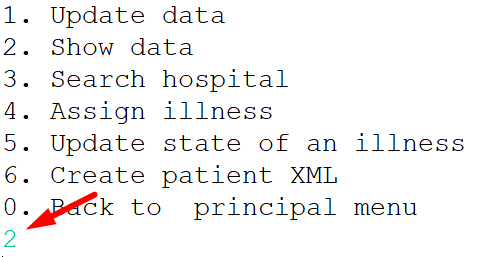 1. Update data
2. Show data
3. Search hospital
4. Assign illness
5. Update state of an illness
6. Create patient XML
0. Back to  principal menu
2